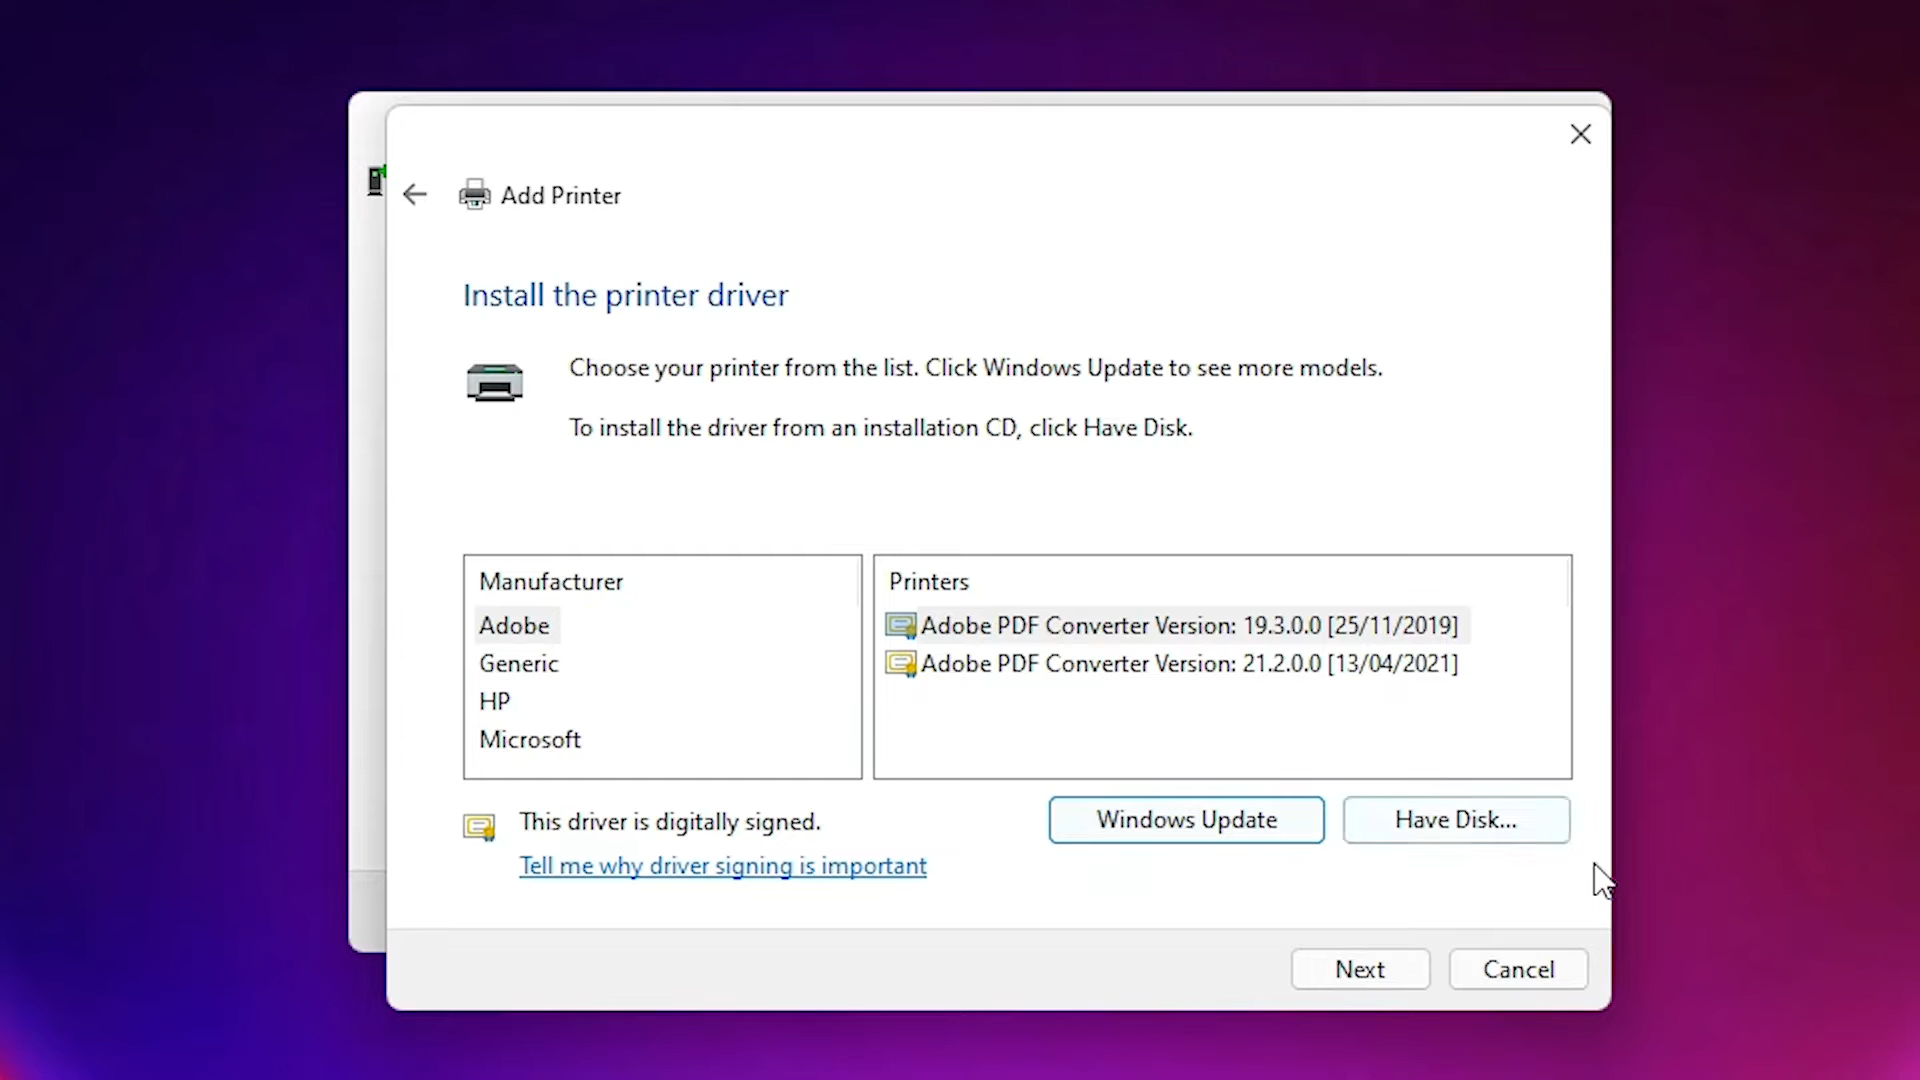 Add Printer
Install the printer driver
Choose your printer from the list. Click Windows Update to see more models.
To install the driver from an installation CD, click Have Disk.
Manufacturer
Adobe
Generic
HP
Microsoft
Printers
Adobe PDF Converter Version: 19.3.0.0 [25/11/2019]
Adobe PDF Converter Version: 21.2.0.0 [13/04/2021]
This driver is digitally signed.
Tell me why driver signing is important
Windows Update
Have Disk...
Next
Cancel